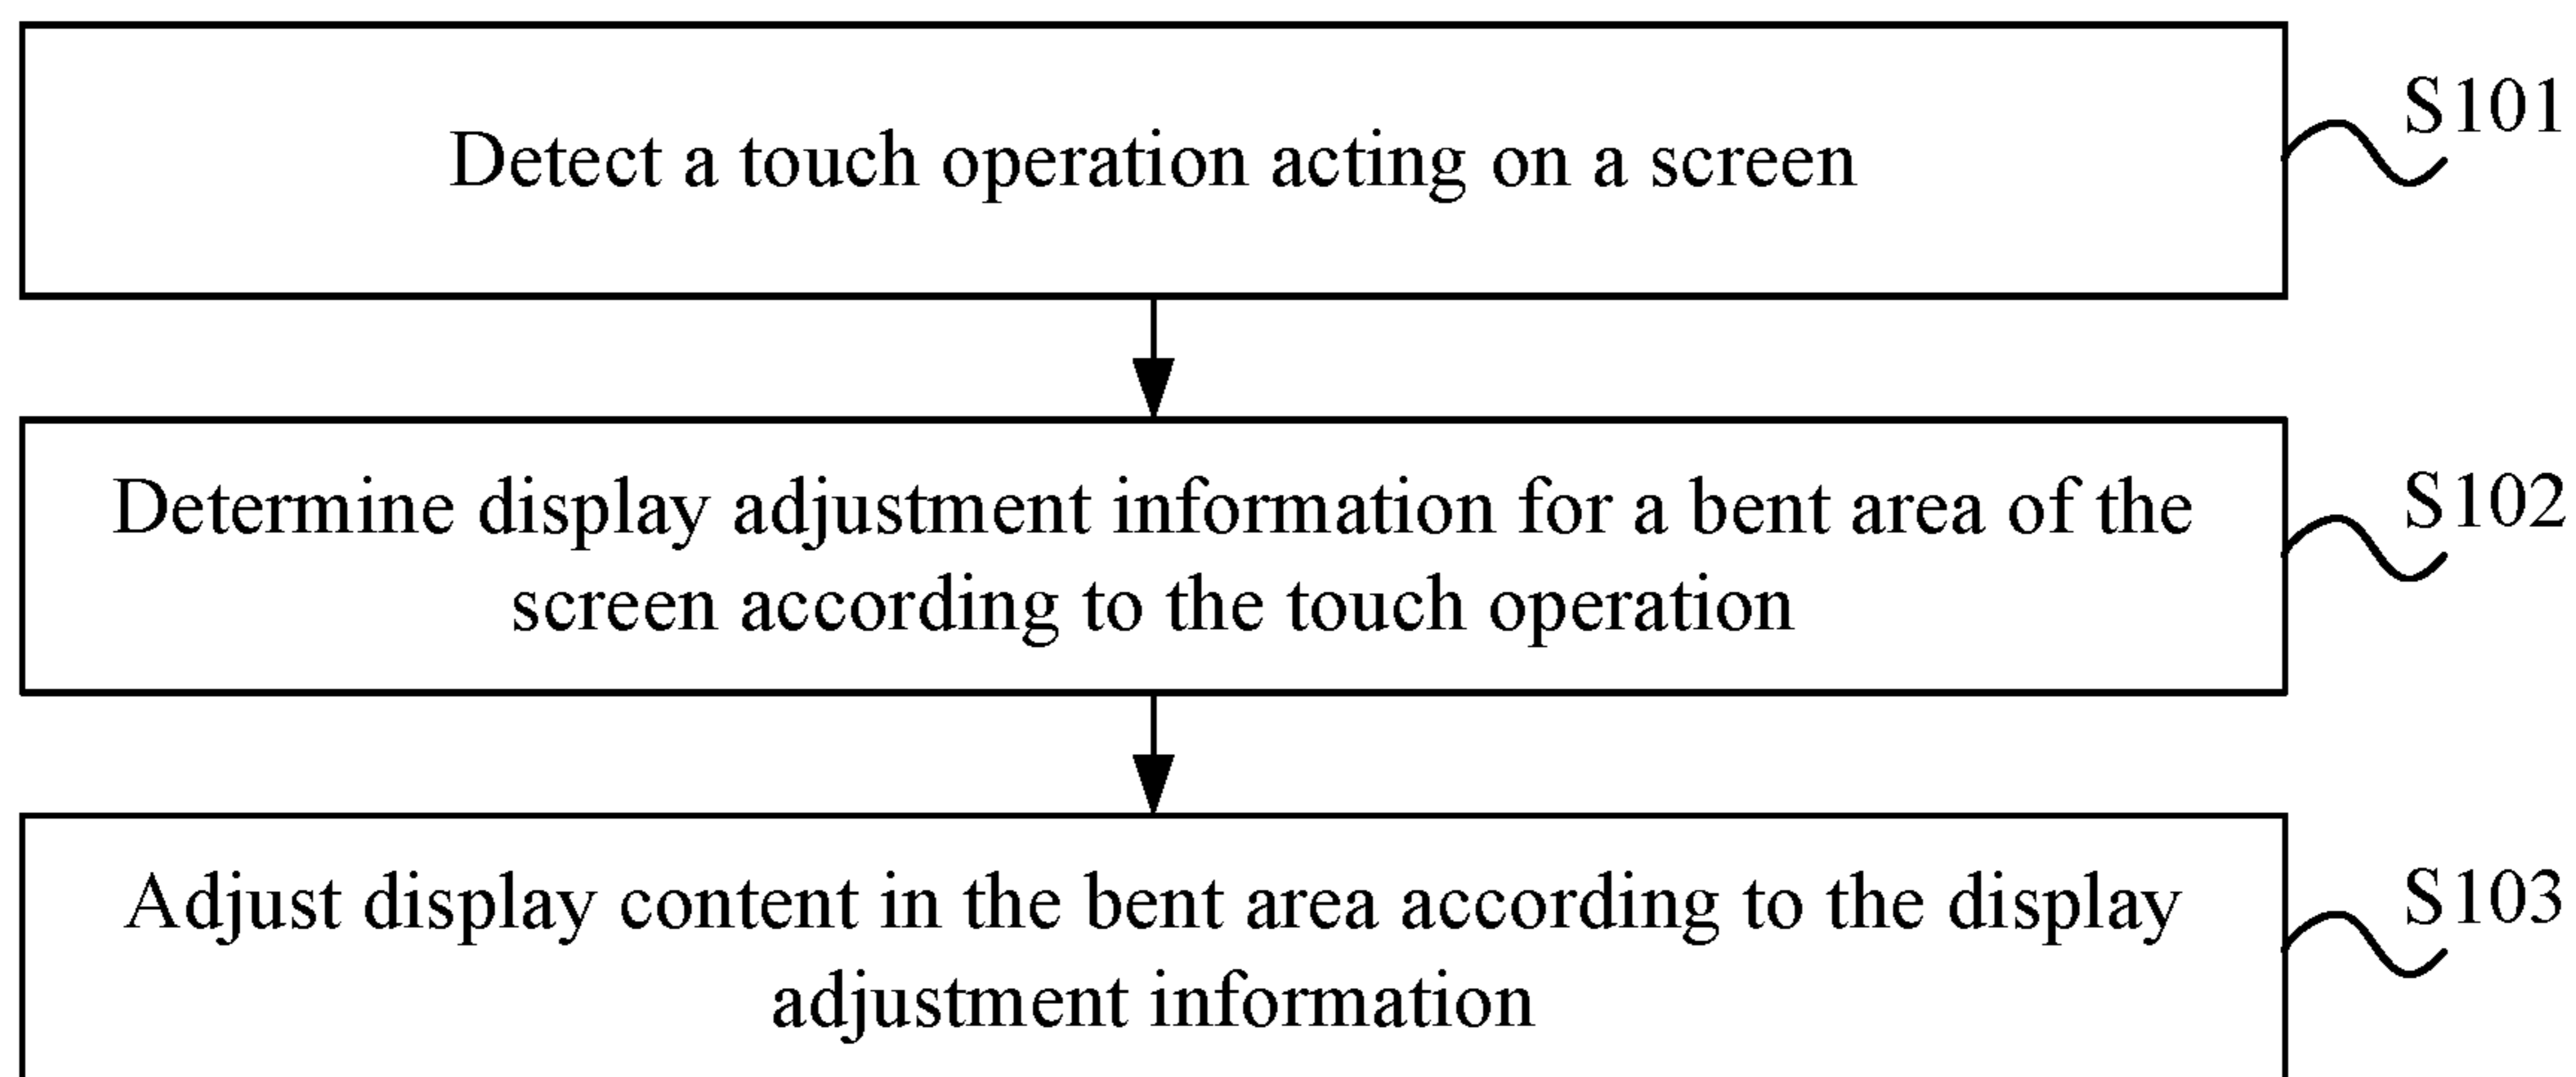 Detect a touch operation acting on a screen
S101
Determine display adjustment information for a bent area of the
screen according to the touch operation
S102
Adjust display content in the bent area according to the display
adjustment information
S103